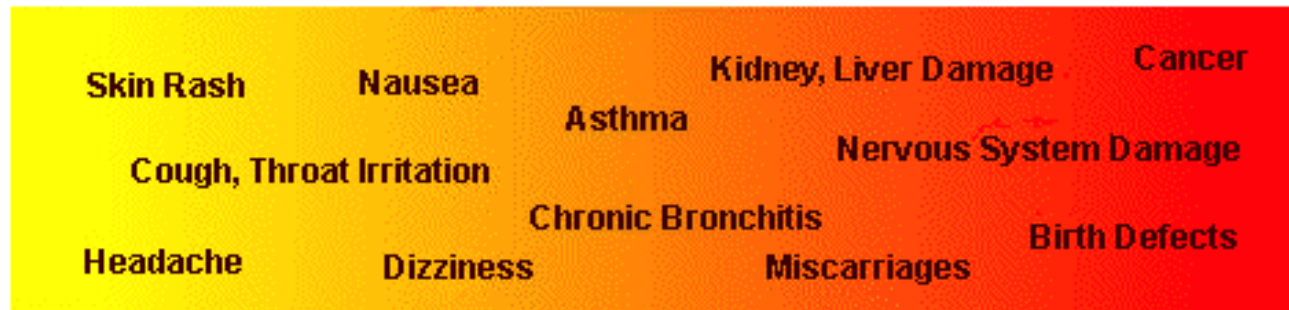 Skin Rash
Nausea
Kidney, Liver Damage
Cancer
Asthma
Nervous System Damage
Cough, Throat Irritation
Chronic Bronchitis
Birth Defects
Headache
Dizziness
Miscarriages